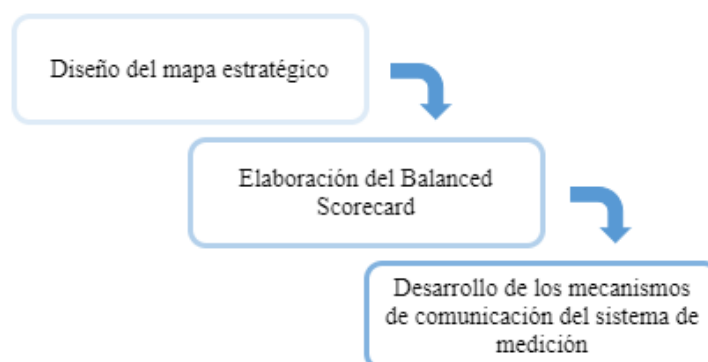 Diseño del mapa estratégico
Elaboración del Balanced
Scorecard
Desarrollo de los mecanismos
de comunicación del sistema de
medición